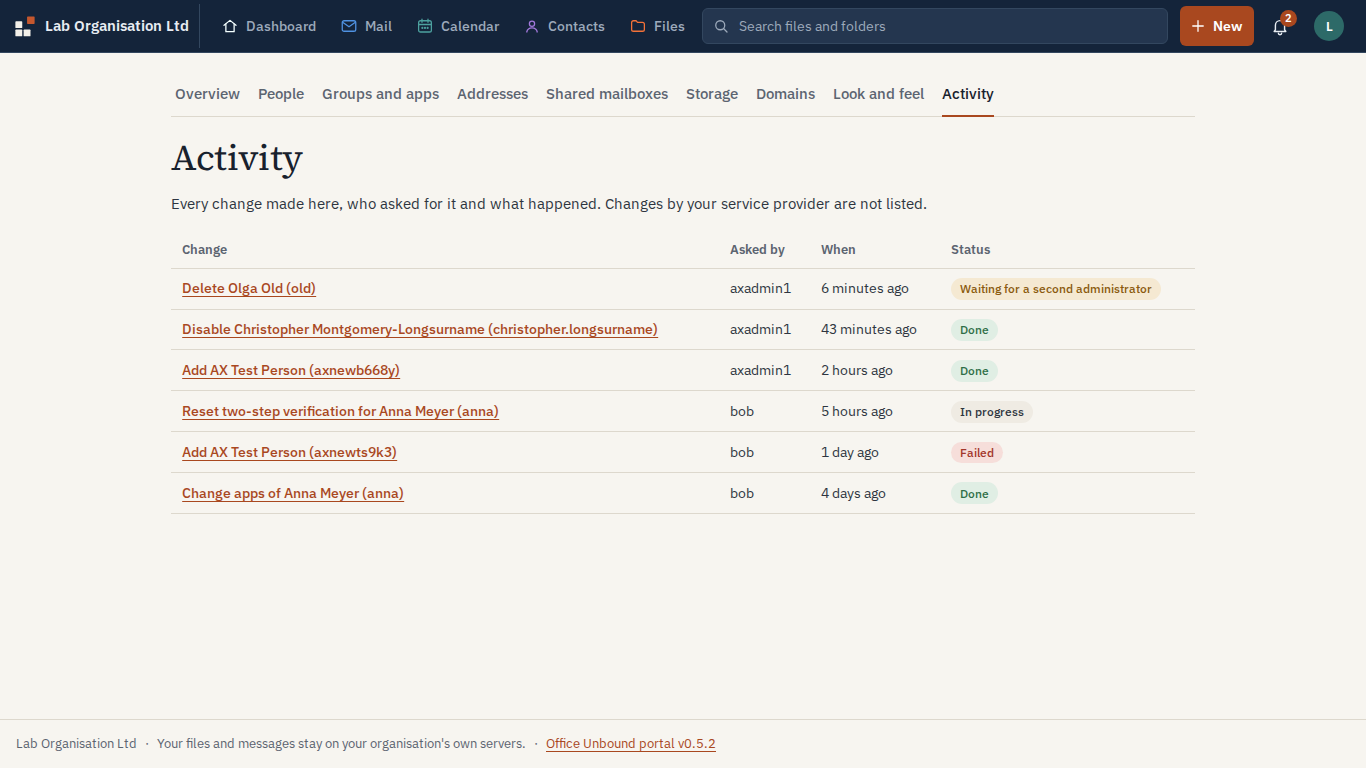 Lab Organisation Ltd Dashboard Mail Calendar Contacts Files Search files and folders New 2 L
Overview People Groups and apps Addresses Shared mailboxes Storage Domains Look and feel Activity
Activity
Every change made here, who asked for it and what happened. Changes by your service provider are not listed.
Change Asked by When Status
Delete Olga Old (old) axadmin1 6 minutes ago Waiting for a second administrator
Disable Christopher Montgomery-Longsurname (christopher.longsurname) axadmin1 43 minutes ago Done
Add AX Test Person (axnewb668y) axadmin1 2 hours ago Done
Reset two-step verification for Anna Meyer (anna) bob 5 hours ago In progress
Add AX Test Person (axnewts9k3) bob 1 day ago Failed
Change apps of Anna Meyer (anna) bob 4 days ago Done
Lab Organisation Ltd · Your files and messages stay on your organisation's own servers. · Office Unbound portal v0.5.2